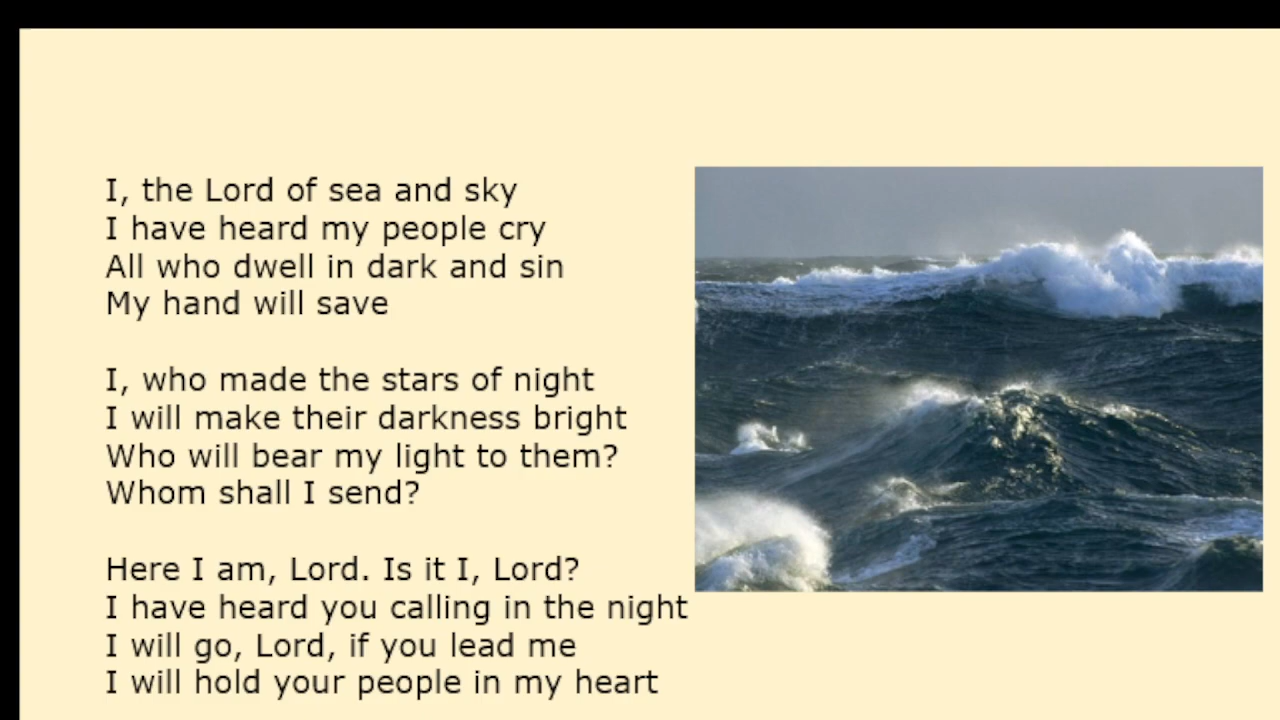 I, the Lord of sea and sky
I have heard my people cry
All who dwell in dark and sin
My hand will save
I, who made the stars of night
I will make their darkness bright
Who will bear my light to them?
Whom shall I send?
Here I am, Lord. Is it I, Lord?
I have heard you calling in the night
I will go, Lord, if you lead me
I will hold your people in my heart